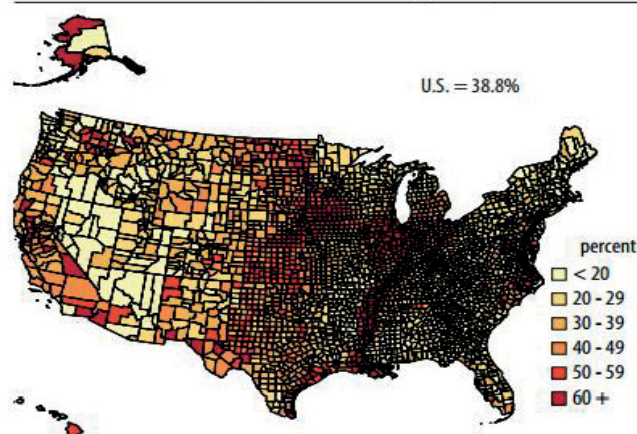 U.S. = 38.8%
percent
< 20
20 - 29
30 - 39
40 - 49
50 - 59
60 +